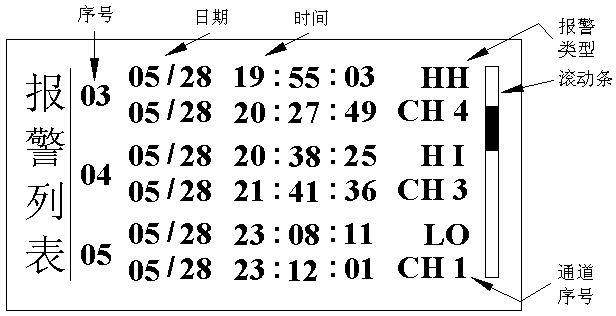 序号
日期
时间
报警
类型
滚动条
报警列表
03
05/28 19:55:03 HH
05/28 20:27:49 CH 4
04
05/28 20:38:25 H I
05/28 21:41:36 CH 3
05
05/28 23:08:11 LO
05/28 23:12:01 CH 1
通道
序号